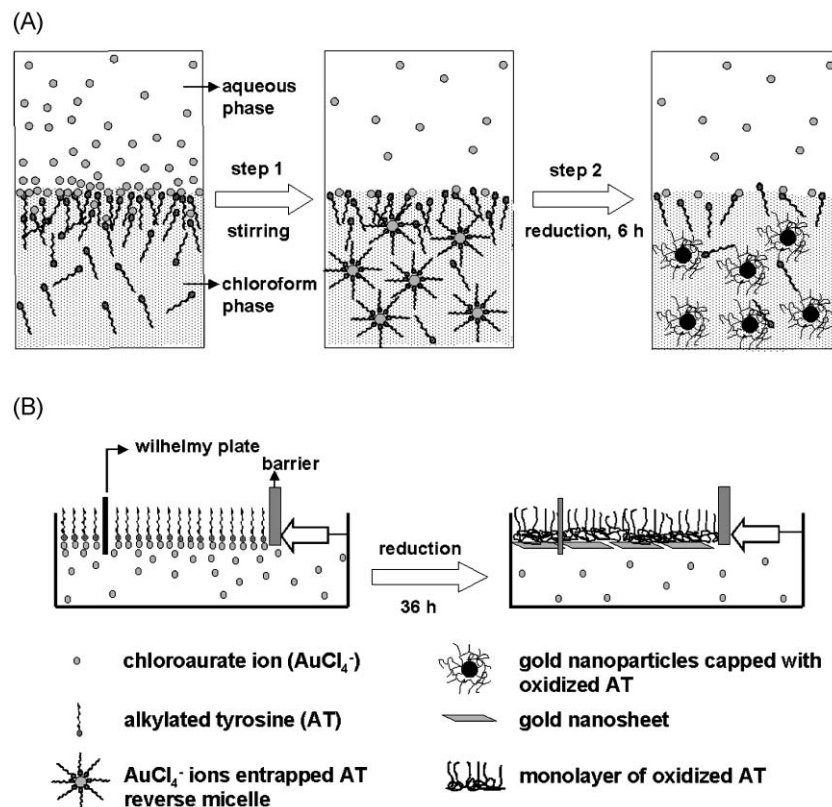 (A)
aqueous
phase
step 1
stirring
chloroform
phase
step 2
reduction, 6 h
(B)
wilhelmy plate
barrier
reduction
36 h
chloroaurate ion (AuCl₄⁻)
gold nanoparticles capped with
oxidized AT
alkylated tyrosine (AT)
gold nanosheet
AuCl₄⁻ ions entrapped AT
reverse micelle
monolayer of oxidized AT